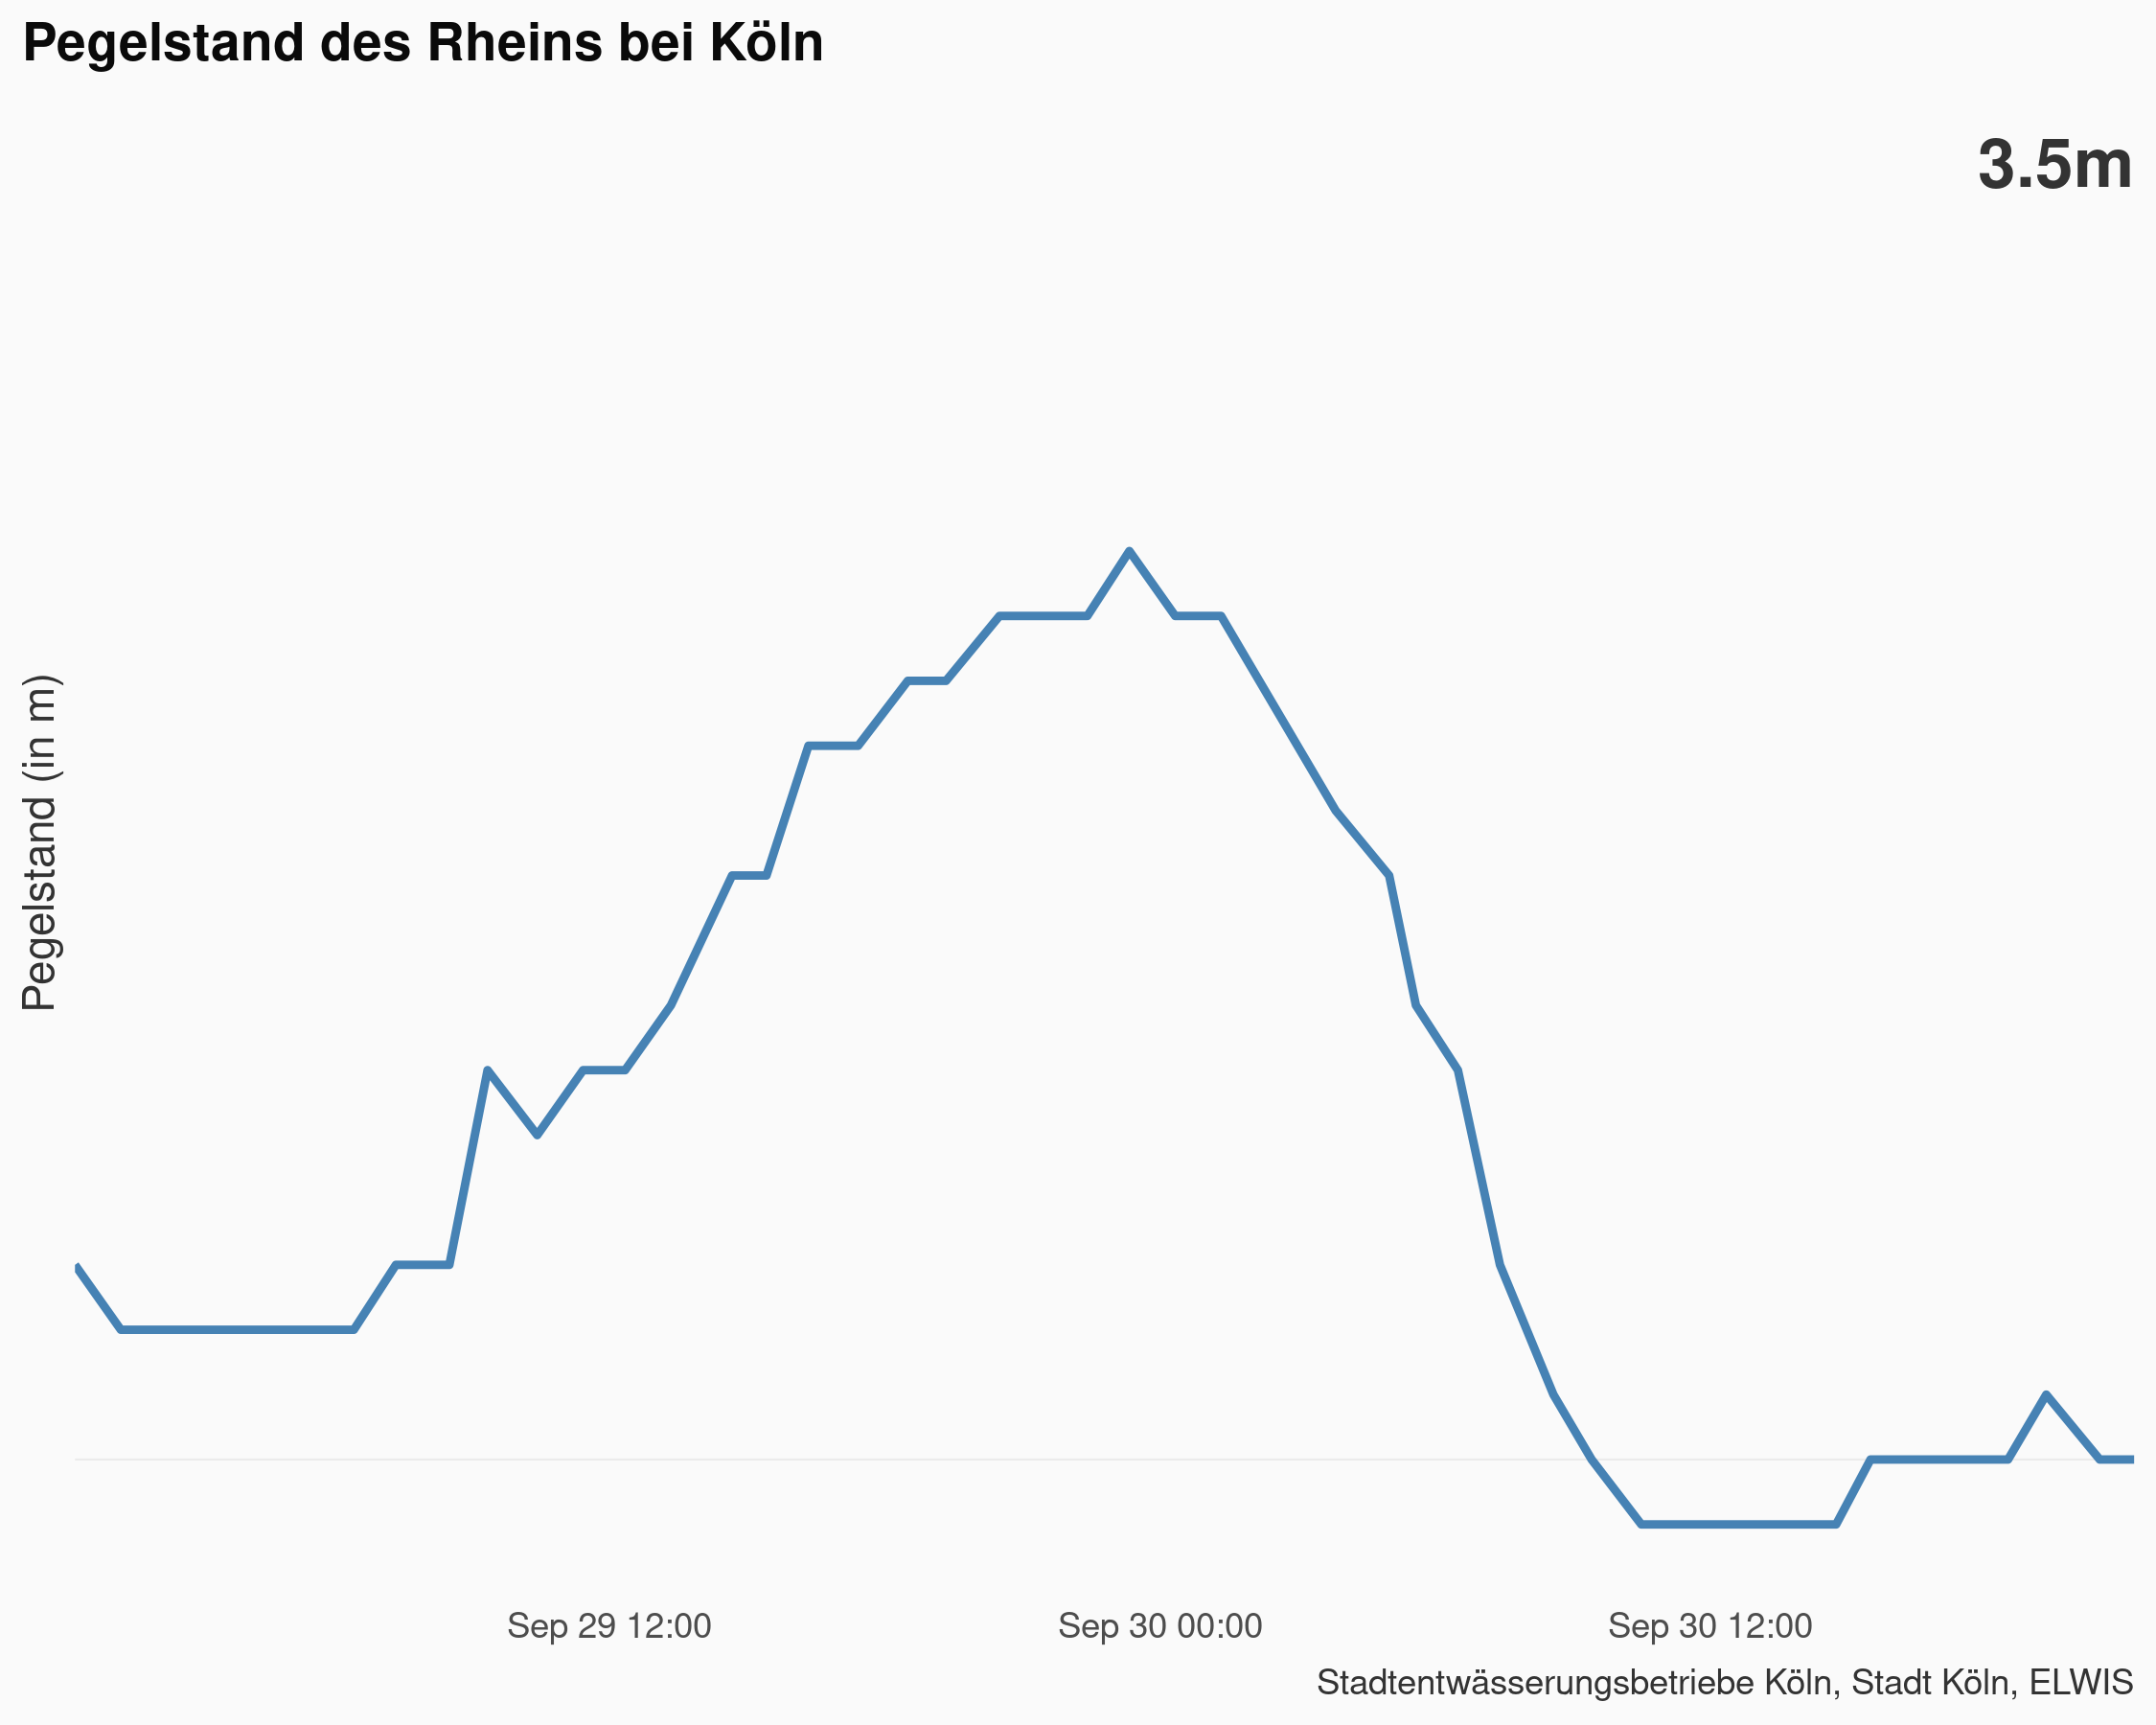 Pegelstand des Rheins bei Köln
3.5m
Pegelstand (in m)
Sep 29 12:00
Sep 30 00:00
Sep 30 12:00
Stadtentwässerungsbetriebe Köln, Stadt Köln, ELWIS